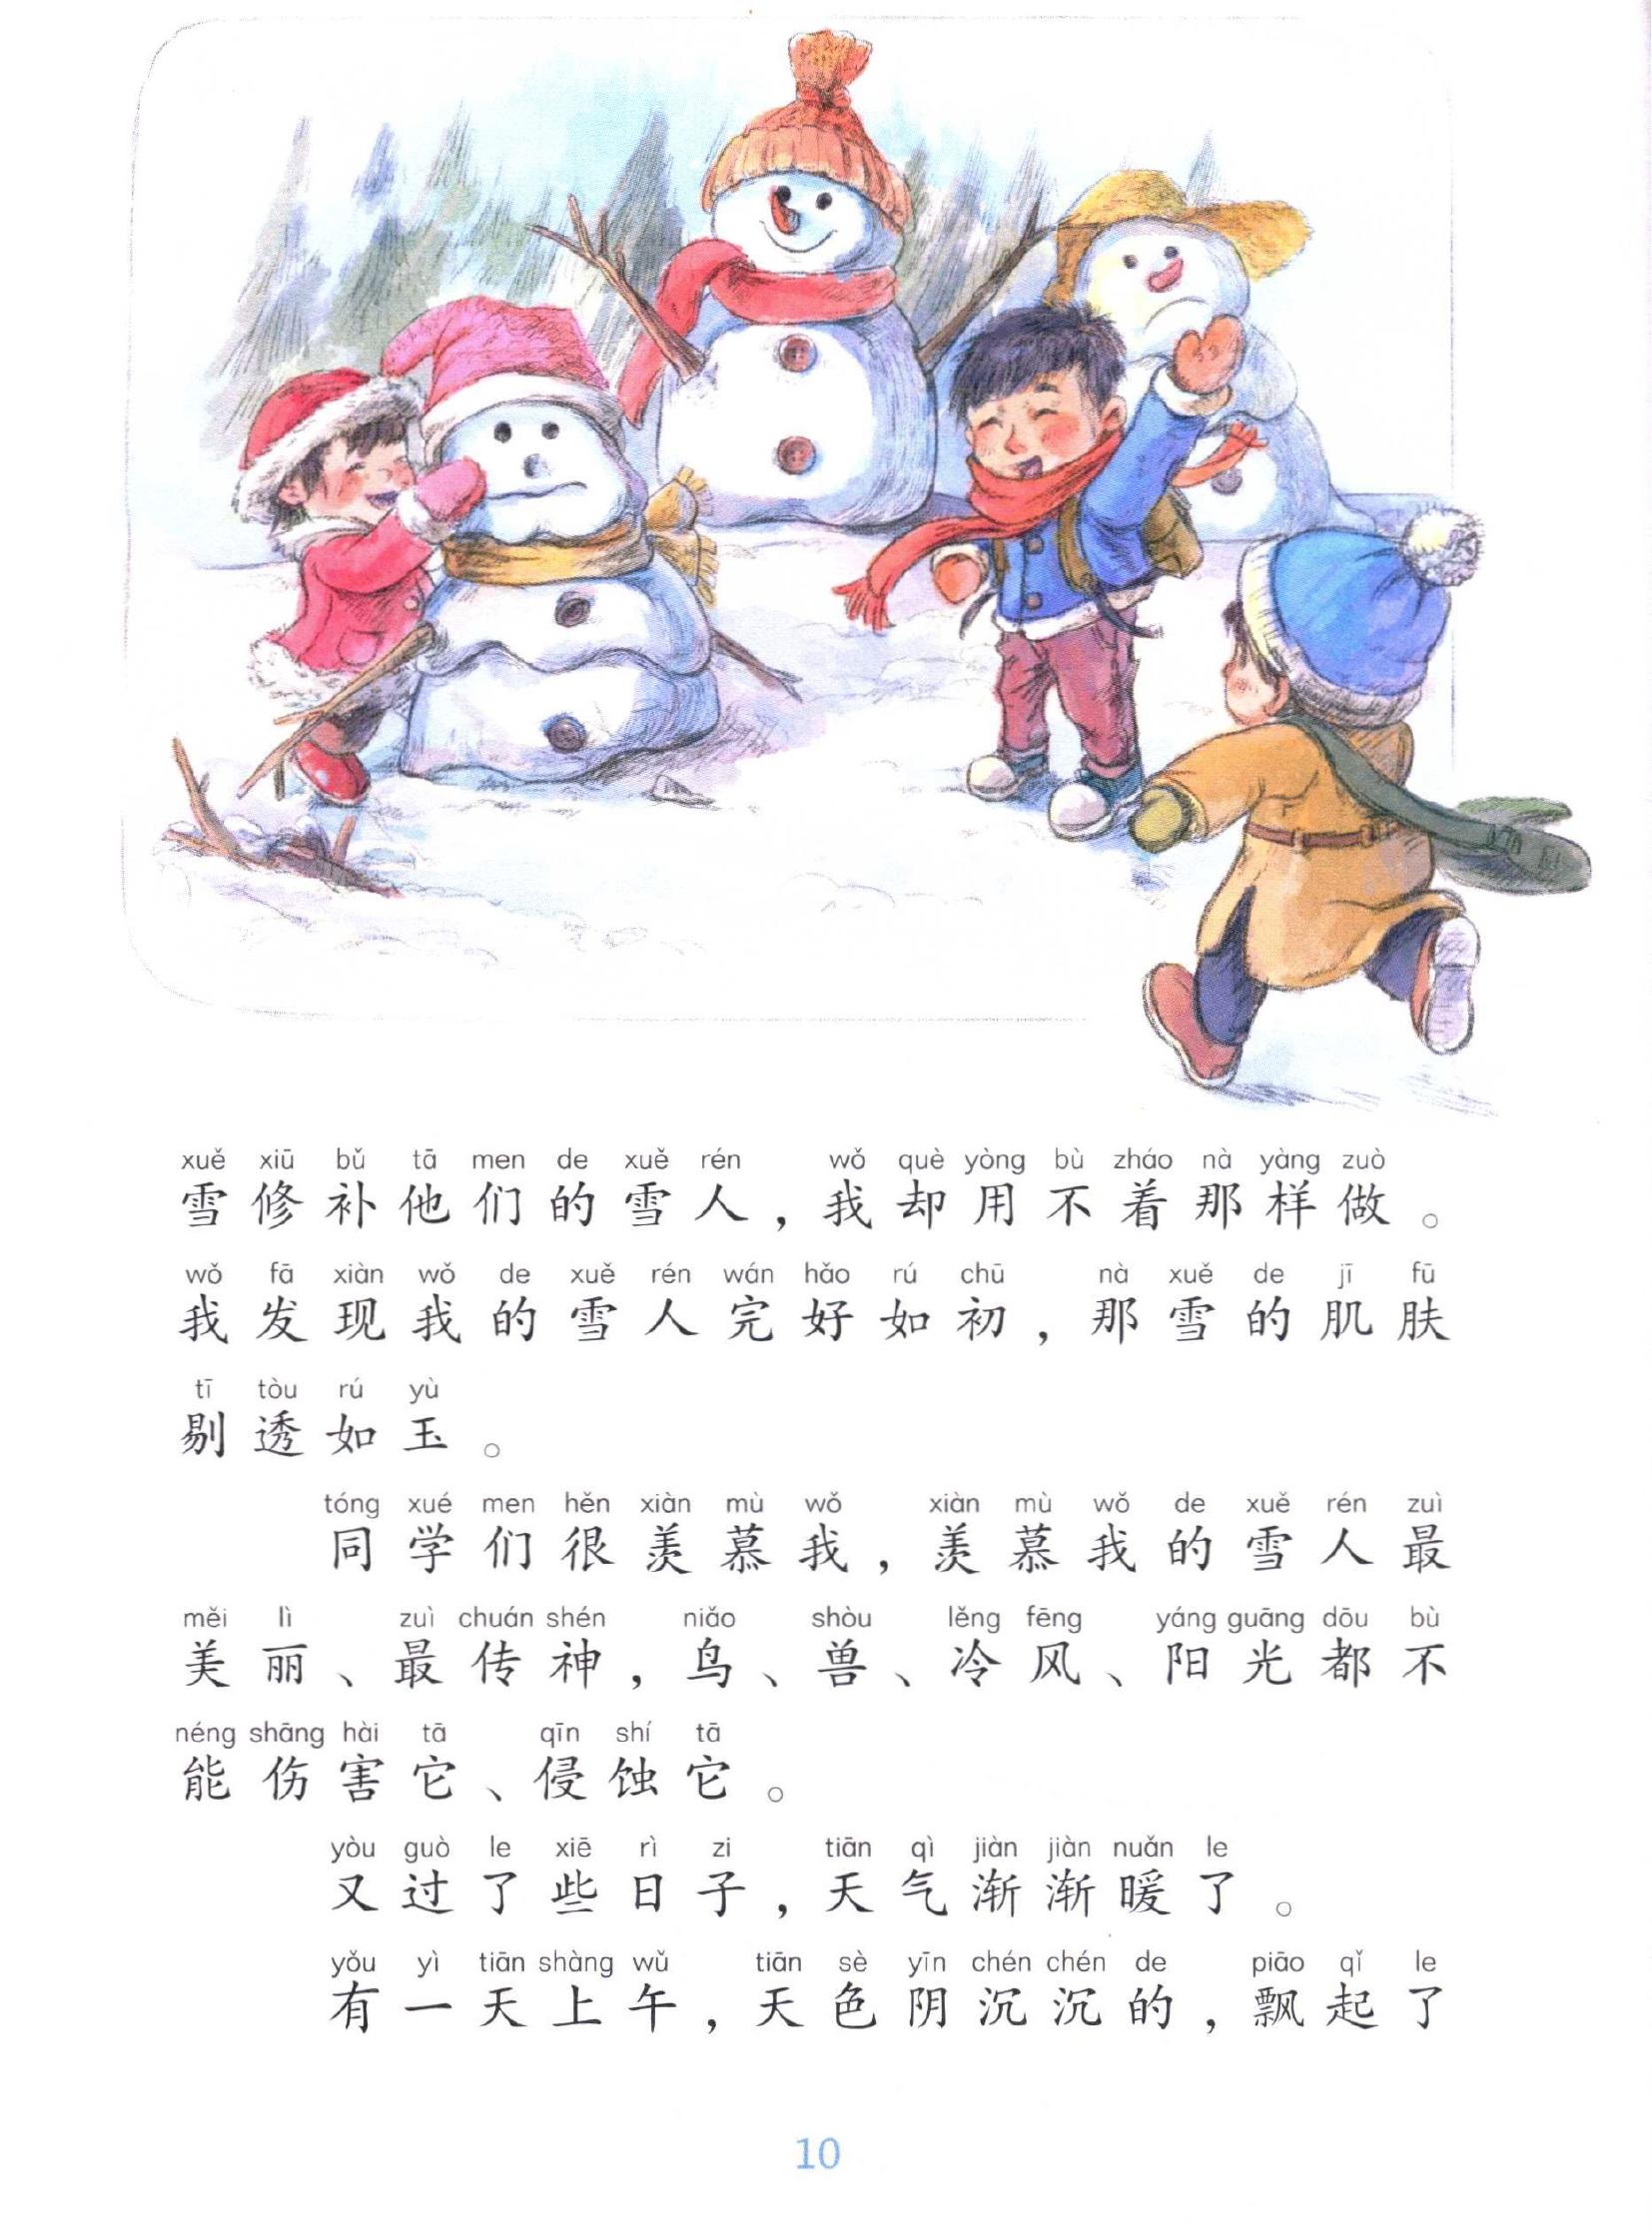 xuě xiū bǔ tā men de xuě rén wǒ què yòng bù zháo nà yàng zuò
雪修补他们的雪人，我却用不着那样做。
wǒ fā xiàn wǒ de xuě rén wán hǎo rú chū nà xuě de jī fū
我发现我的雪人完好如初，那雪的肌肤
tī tòu rú yù
剔透如玉。
tóng xué men hěn xiàn mù wǒ xiàn mù wǒ de xuě rén zuì
同学们很羡慕我，羡慕我的雪人最
měi lì zuì chuán shén niǎo shòu lěng fēng yáng guāng dōu bù
美丽、最传神，鸟、兽、冷风、阳光都不
néng shāng hài tā qīn shí tā
能伤害它、侵蚀它。
yòu guò le xiē rì zi tiān qì jiàn jiàn nuǎn le
又过了些日子，天气渐渐暖了。
yǒu yì tiān shàng wǔ tiān sè yīn chén chén de piāo qǐ le
有一天上午，天色阴沉沉的，飘起了
10